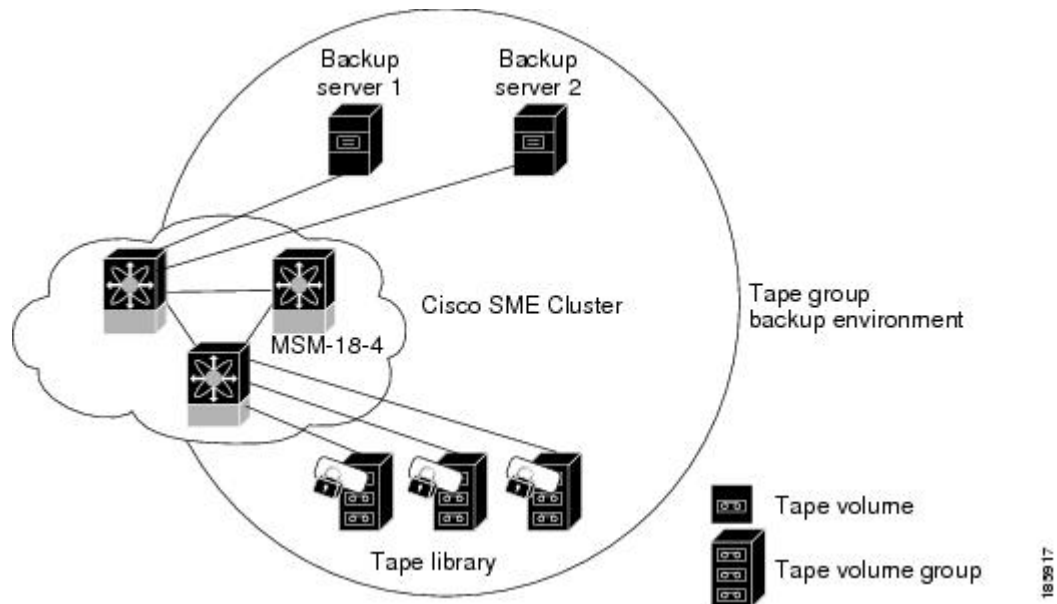 Backup
server 1
Backup
server 2
Cisco SME Cluster
Tape group
backup environment
MSM-18-4
Tape library
Tape volume
Tape volume group
185917